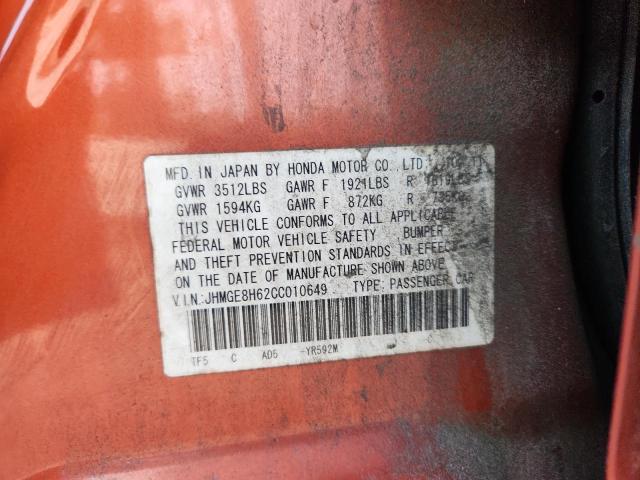 MFD. IN JAPAN BY HONDA MOTOR CO., LTD.
GVWR 3512LBS GAWR F 1921LBS R
GVWR 1594KG GAWR F 872KG R
THIS VEHICLE CONFORMS TO ALL APPLICABLE
FEDERAL MOTOR VEHICLE SAFETY BUMPER
AND THEFT PREVENTION STANDARDS IN EFFECT
ON THE DATE OF MANUFACTURE SHOWN ABOVE
V.I.N.:JHMGE8H62CC010649 TYPE: PASSENGER CAR
TF5 C AD5 -YR592M C